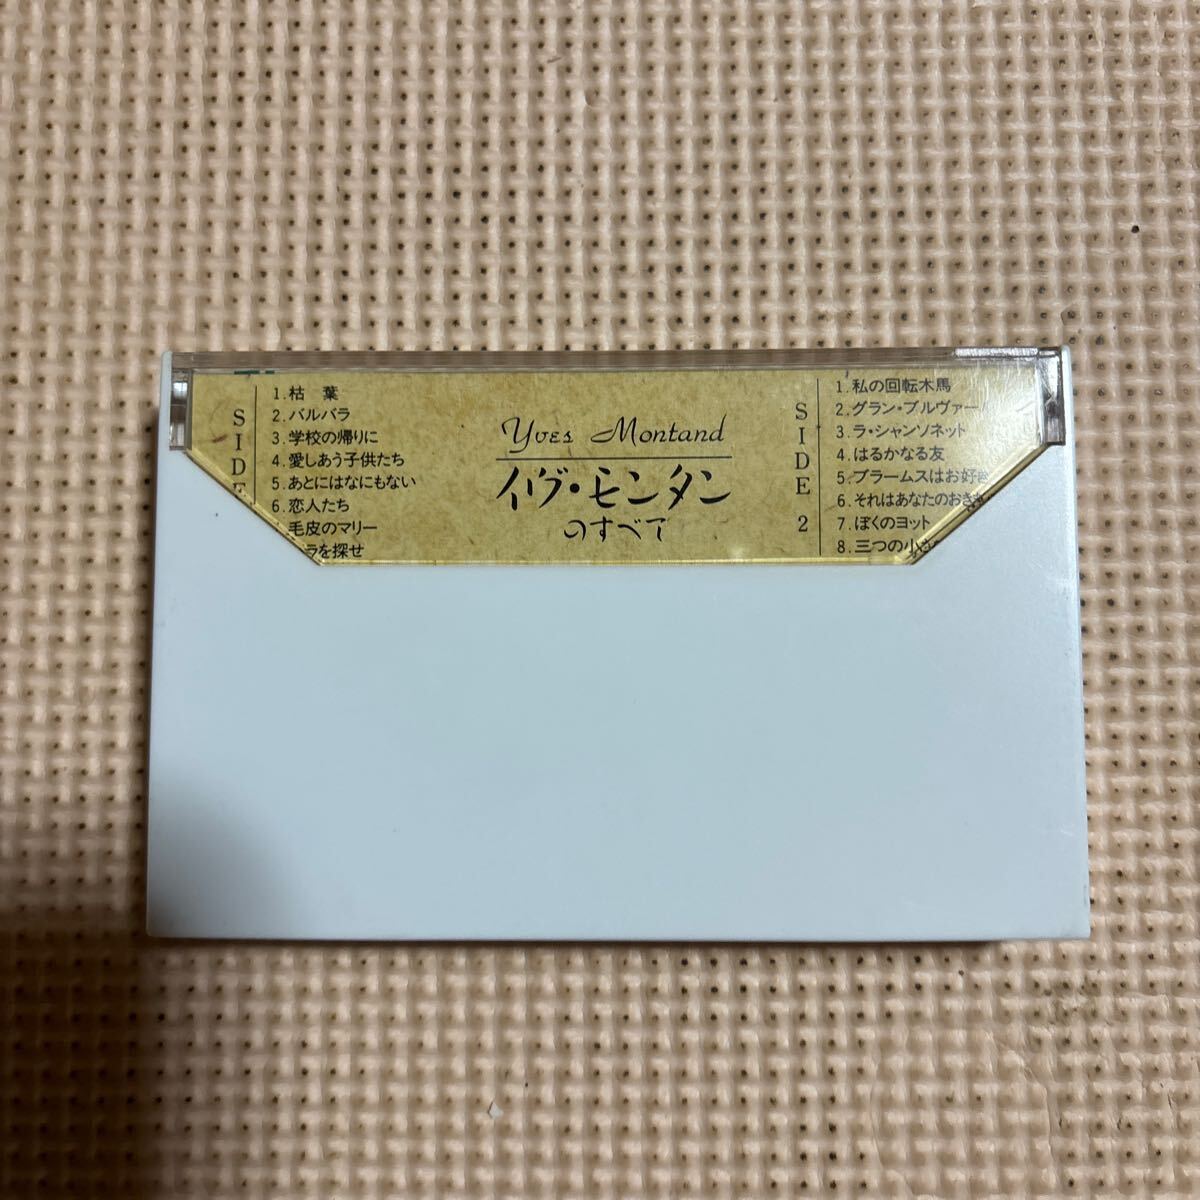 SIDE
1.枯 葉
2.バルバラ
3.学校の帰りに
4.愛しあう子供たち
5.あとにはなにもない
6.恋人たち
毛皮のマリー
ラを探せ
Yves Montand
イヴ・モンタン
のすべて
SIDE 2
1.私の回転木馬
2.グラン・ブルヴァー
3.ラ・シャンソネット
4.はるかなる友
5.ブラームスはお好き
6.それはあなたのおき
7.ぼくのヨット
8.三つの小